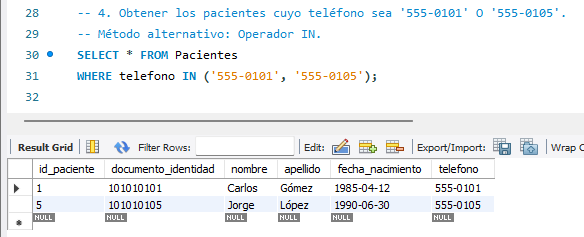 28 -- 4. Obtener los pacientes cuyo teléfono sea '555-0101' O '555-0105'.
29 -- Método alternativo: Operador IN.
30 SELECT * FROM Pacientes
31 WHERE telefono IN ('555-0101', '555-0105');
32
Result Grid Filter Rows: Edit: Export/Import: Wrap C
id_paciente documento_identidad nombre apellido fecha_nacimiento telefono
1 101010101 Carlos Gómez 1985-04-12 555-0101
5 101010105 Jorge López 1990-06-30 555-0105
NULL NULL NULL NULL NULL NULL